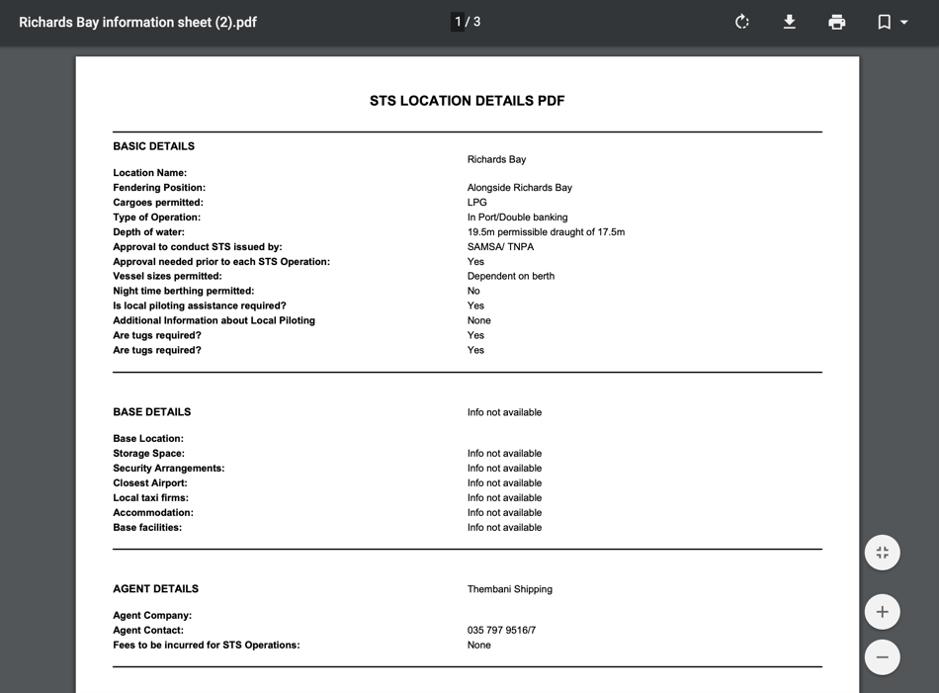 Richards Bay information sheet (2).pdf
1 / 3
STS LOCATION DETAILS PDF
BASIC DETAILS
Richards Bay
Location Name:
Fendering Position: Alongside Richards Bay
Cargoes permitted: LPG
Type of Operation: In Port/Double banking
Depth of water: 19.5m permissible draught of 17.5m
Approval to conduct STS issued by: SAMSA/ TNPA
Approval needed prior to each STS Operation: Yes
Vessel sizes permitted: Dependent on berth
Night time berthing permitted: No
Is local piloting assistance required? Yes
Additional Information about Local Piloting None
Are tugs required? Yes
Are tugs required? Yes
BASE DETAILS Info not available
Base Location:
Storage Space: Info not available
Security Arrangements: Info not available
Closest Airport: Info not available
Local taxi firms: Info not available
Accommodation: Info not available
Base facilities: Info not available
AGENT DETAILS Thembani Shipping
Agent Company:
Agent Contact: 035 797 9516/7
Fees to be incurred for STS Operations: None